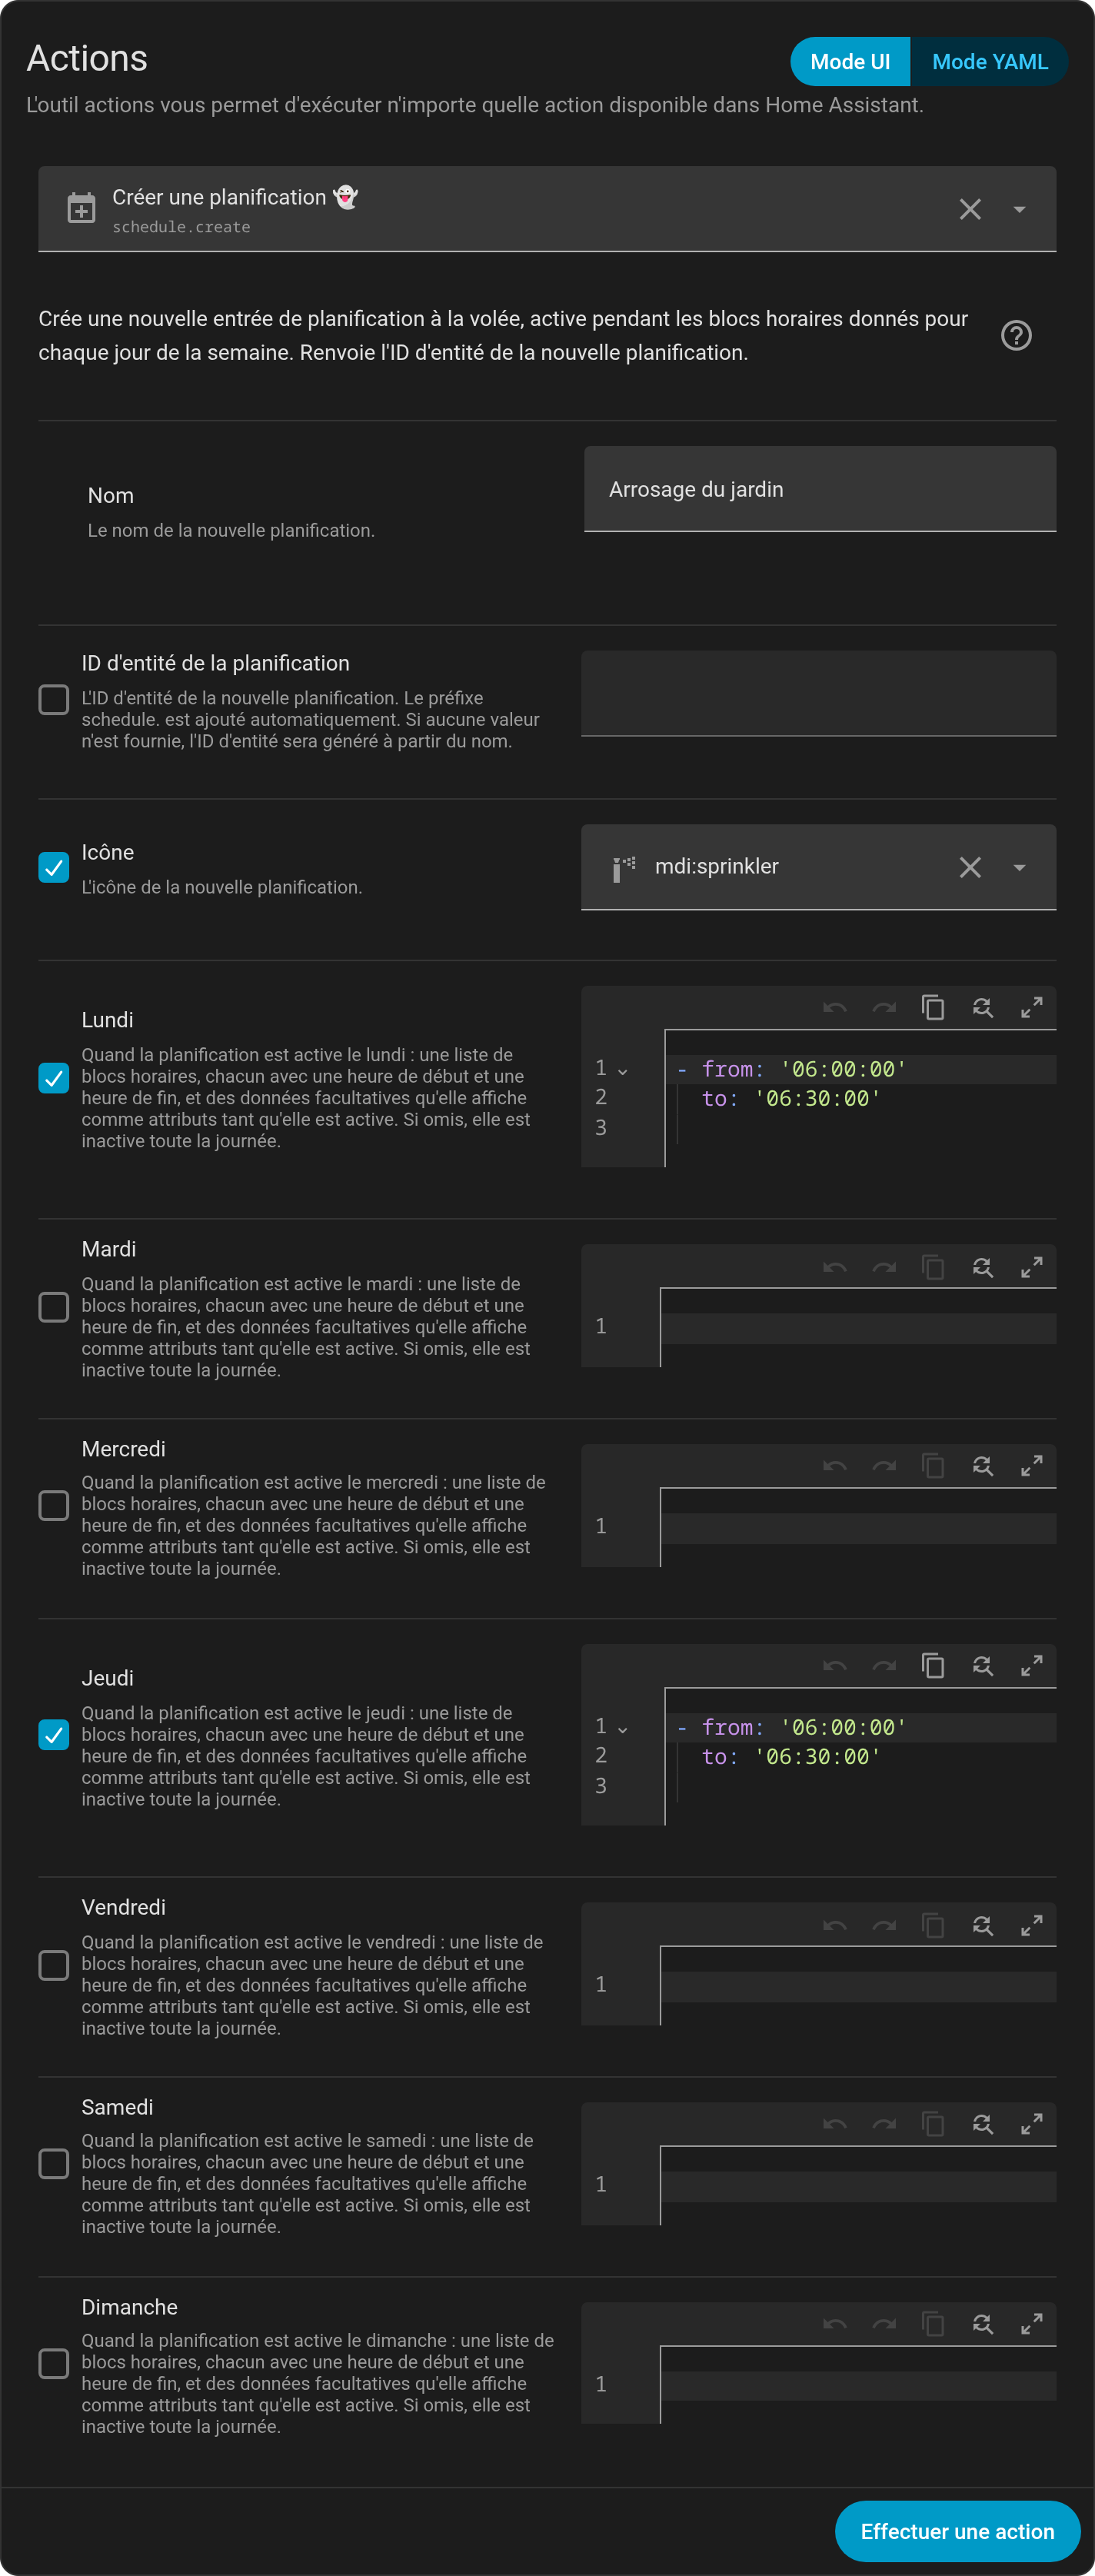 Actions
Mode UI
Mode YAML
L'outil actions vous permet d'exécuter n'importe quelle action disponible dans Home Assistant.
Créer une planification 👻
schedule.create
Crée une nouvelle entrée de planification à la volée, active pendant les blocs horaires donnés pour
chaque jour de la semaine. Renvoie l'ID d'entité de la nouvelle planification.
Nom
Le nom de la nouvelle planification.
Arrosage du jardin
ID d'entité de la planification
L'ID d'entité de la nouvelle planification. Le préfixe
schedule. est ajouté automatiquement. Si aucune valeur
n'est fournie, l'ID d'entité sera généré à partir du nom.
Icône
L'icône de la nouvelle planification.
mdi:sprinkler
Lundi
Quand la planification est active le lundi : une liste de
blocs horaires, chacun avec une heure de début et une
heure de fin, et des données facultatives qu'elle affiche
comme attributs tant qu'elle est active. Si omis, elle est
inactive toute la journée.
1 - from: '06:00:00'
2 to: '06:30:00'
3
Mardi
Quand la planification est active le mardi : une liste de
blocs horaires, chacun avec une heure de début et une
heure de fin, et des données facultatives qu'elle affiche
comme attributs tant qu'elle est active. Si omis, elle est
inactive toute la journée.
1
Mercredi
Quand la planification est active le mercredi : une liste de
blocs horaires, chacun avec une heure de début et une
heure de fin, et des données facultatives qu'elle affiche
comme attributs tant qu'elle est active. Si omis, elle est
inactive toute la journée.
1
Jeudi
Quand la planification est active le jeudi : une liste de
blocs horaires, chacun avec une heure de début et une
heure de fin, et des données facultatives qu'elle affiche
comme attributs tant qu'elle est active. Si omis, elle est
inactive toute la journée.
1 - from: '06:00:00'
2 to: '06:30:00'
3
Vendredi
Quand la planification est active le vendredi : une liste de
blocs horaires, chacun avec une heure de début et une
heure de fin, et des données facultatives qu'elle affiche
comme attributs tant qu'elle est active. Si omis, elle est
inactive toute la journée.
1
Samedi
Quand la planification est active le samedi : une liste de
blocs horaires, chacun avec une heure de début et une
heure de fin, et des données facultatives qu'elle affiche
comme attributs tant qu'elle est active. Si omis, elle est
inactive toute la journée.
1
Dimanche
Quand la planification est active le dimanche : une liste de
blocs horaires, chacun avec une heure de début et une
heure de fin, et des données facultatives qu'elle affiche
comme attributs tant qu'elle est active. Si omis, elle est
inactive toute la journée.
1
Effectuer une action